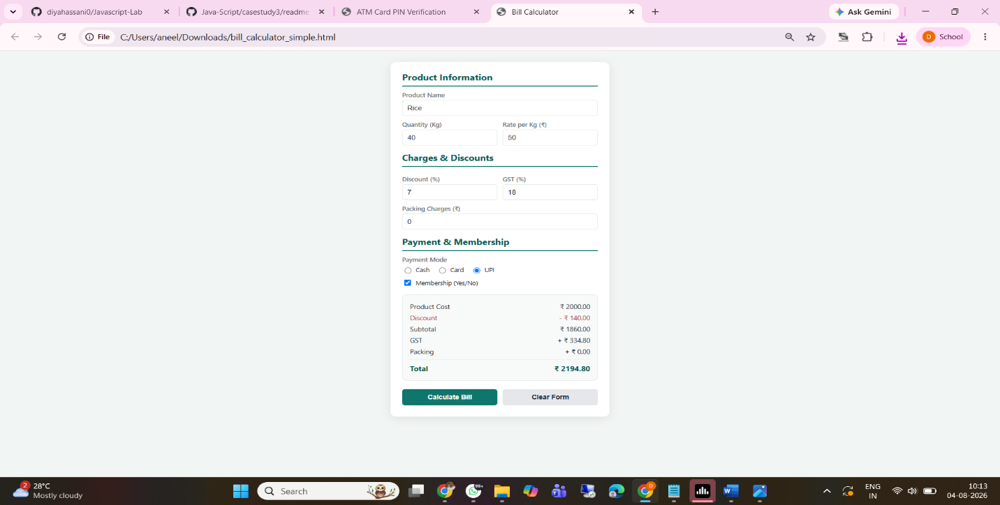 diyahassani0/Javascript-Lab
Java-Script/casestudy3/readme
ATM Card PIN Verification
Bill Calculator
Ask Gemini
File
C:/Users/aneel/Downloads/bill_calculator_simple.html
D
School
Product Information
Product Name
Rice
Quantity (Kg) Rate per Kg (₹)
40 50
Charges & Discounts
Discount (%) GST (%)
7 18
Packing Charges (₹)
0
Payment & Membership
Payment Mode
Cash Card UPI
Membership (Yes/No)
Product Cost ₹ 2000.00
Discount - ₹ 140.00
Subtotal ₹ 1860.00
GST + ₹ 334.80
Packing + ₹ 0.00
Total ₹ 2194.80
Calculate Bill Clear Form
2
28°C
Mostly cloudy
Search
99+
D
ENG
IN
10:13
04-08-2026